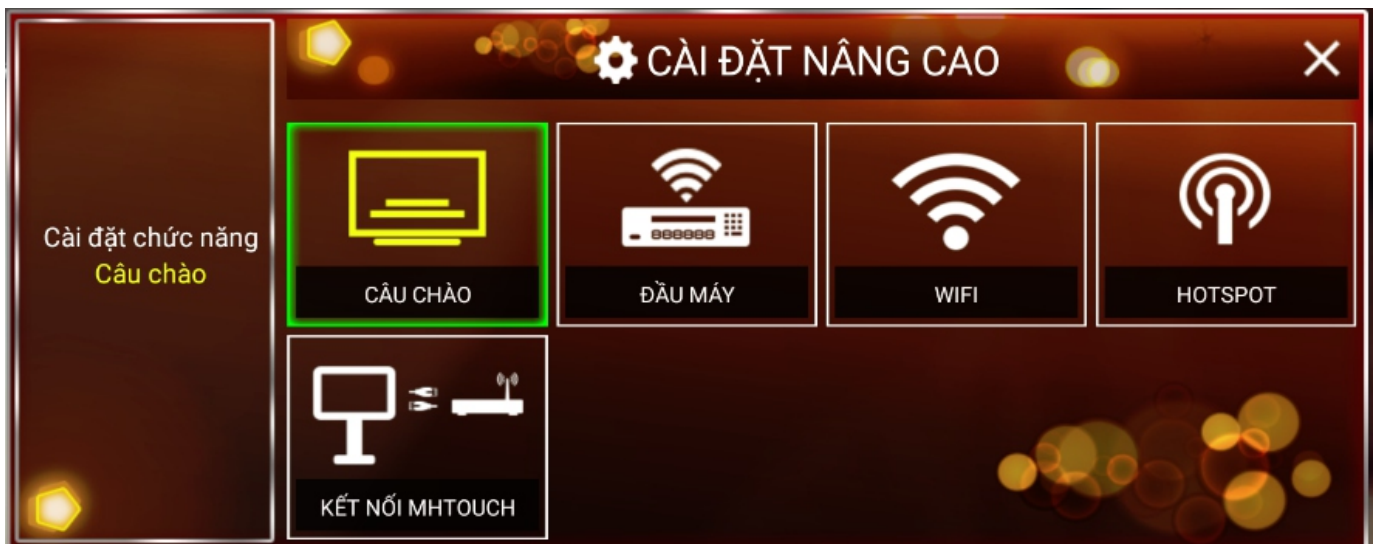 CÀI ĐẶT NÂNG CAO
Cài đặt chức năng
Câu chào
CÂU CHÀO
ĐẦU MÁY
888888
WIFI
HOTSPOT
KẾT NỐI MHTOUCH